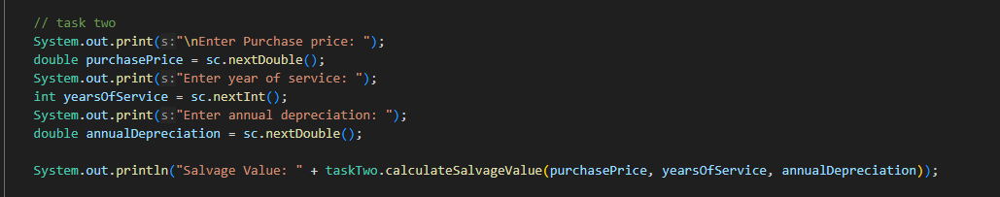 // task two
System.out.print(s:"\nEnter Purchase price: ");
double purchasePrice = sc.nextDouble();
System.out.print(s:"Enter year of service: ");
int yearsOfService = sc.nextInt();
System.out.print(s:"Enter annual depreciation: ");
double annualDepreciation = sc.nextDouble();
System.out.println("Salvage Value: " + taskTwo.calculateSalvageValue(purchasePrice, yearsOfService, annualDepreciation));